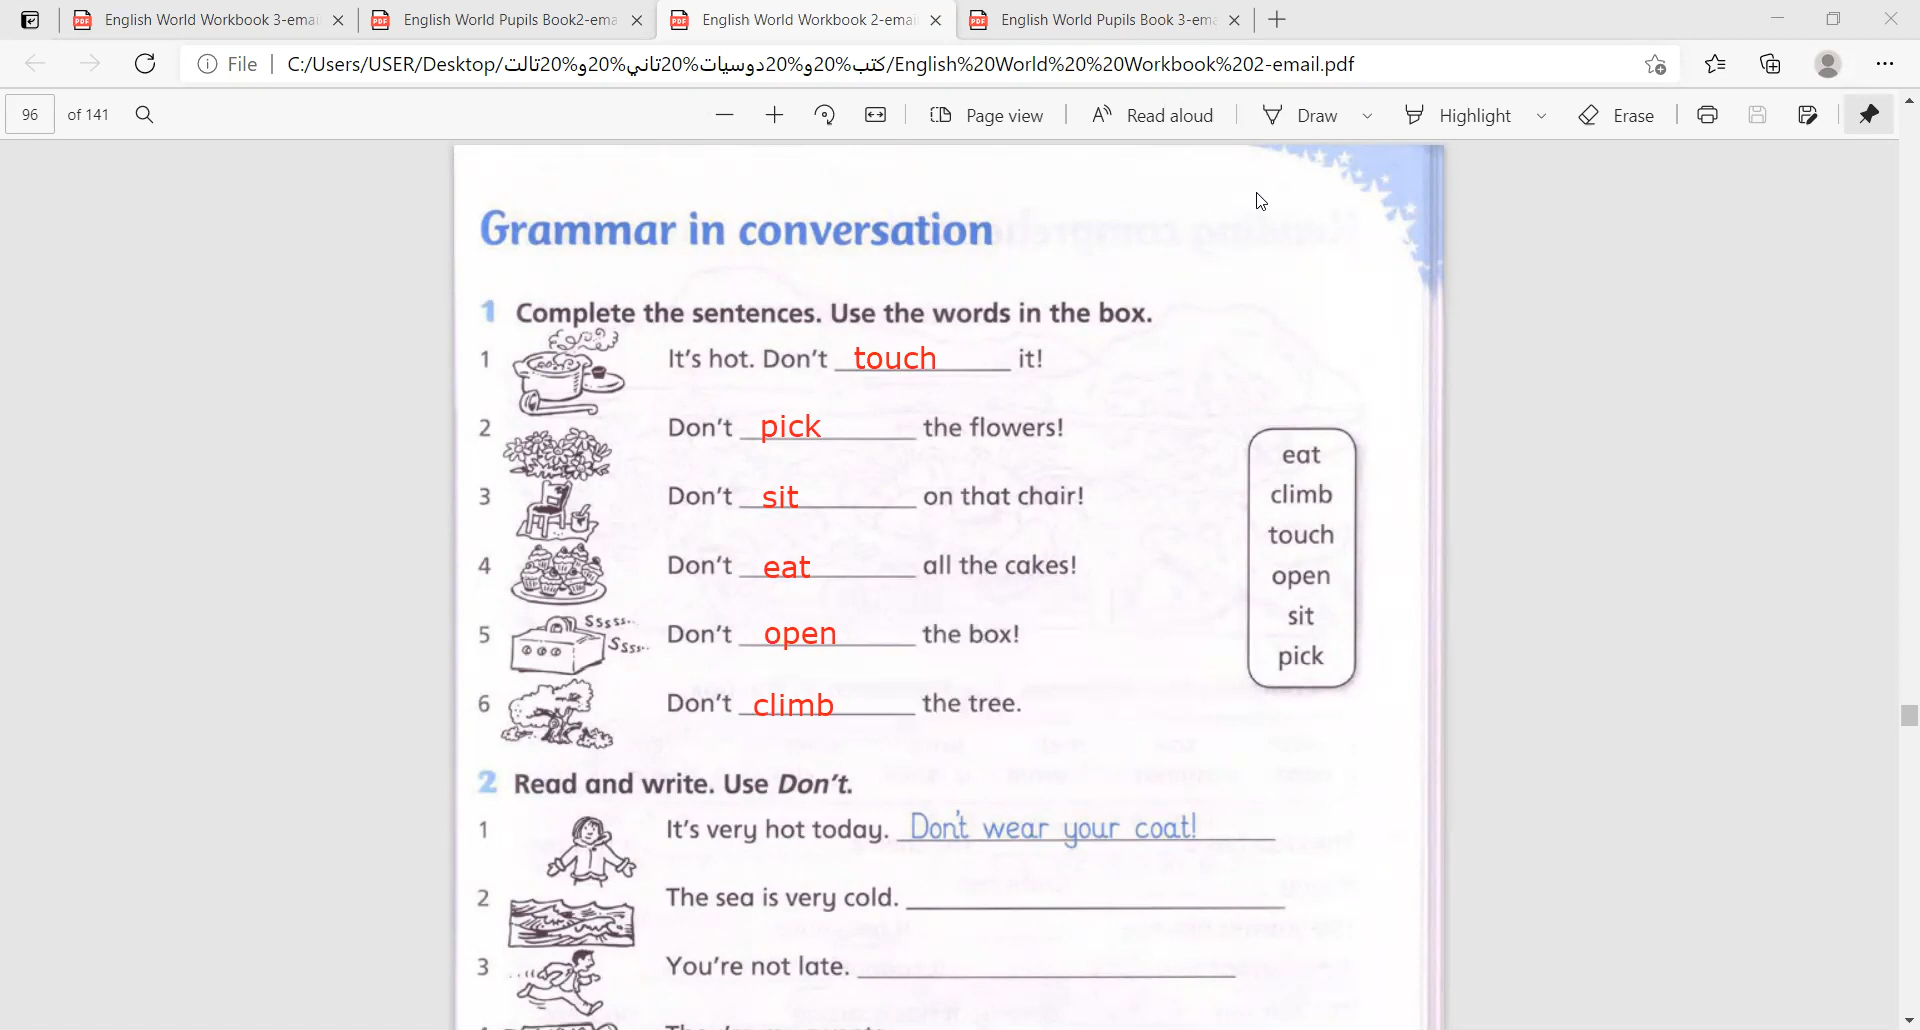 English World Workbook 3-emai
English World Pupils Book2-ema
English World Workbook 2-emai
English World Pupils Book 3-ema
File
C:/Users/USER/Desktop/كتب%20و%20دوسيات%20تاني%20و%20تالت/English%20World%20%20Workbook%202-email.pdf
96 of 141
Page view
Read aloud
Draw
Highlight
Erase
Grammar in conversation
1 Complete the sentences. Use the words in the box.
1 It's hot. Don't touch it!
2 Don't pick the flowers!
3 Don't sit on that chair!
4 Don't eat all the cakes!
5 Ssssss... Ssss... Don't open the box!
6 Don't climb the tree.
eat
climb
touch
open
sit
pick
2 Read and write. Use Don't.
1 It's very hot today. Don't wear your coat!
2 The sea is very cold.
3 You're not late.